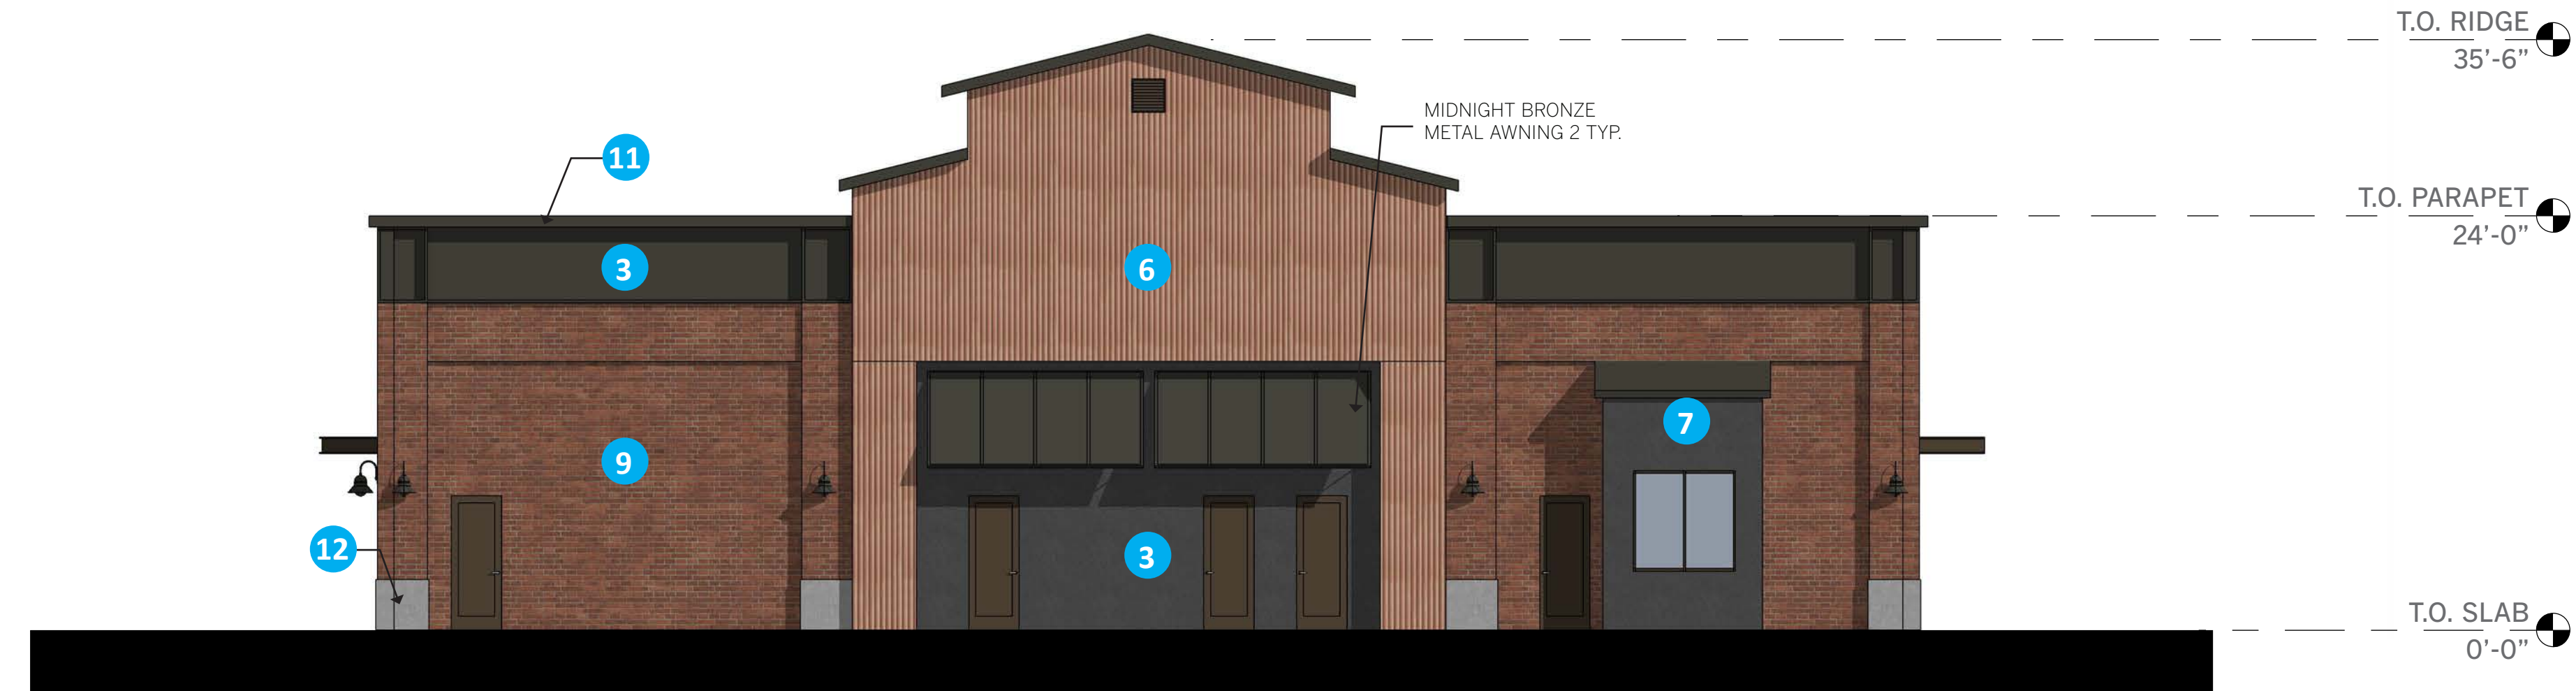 T.O. RIDGE
35’-6”
MIDNIGHT BRONZE
METAL AWNING 2 TYP.
11
T.O. PARAPET
24’-0”
3
6
7
9
12
3
T.O. SLAB
0’-0”